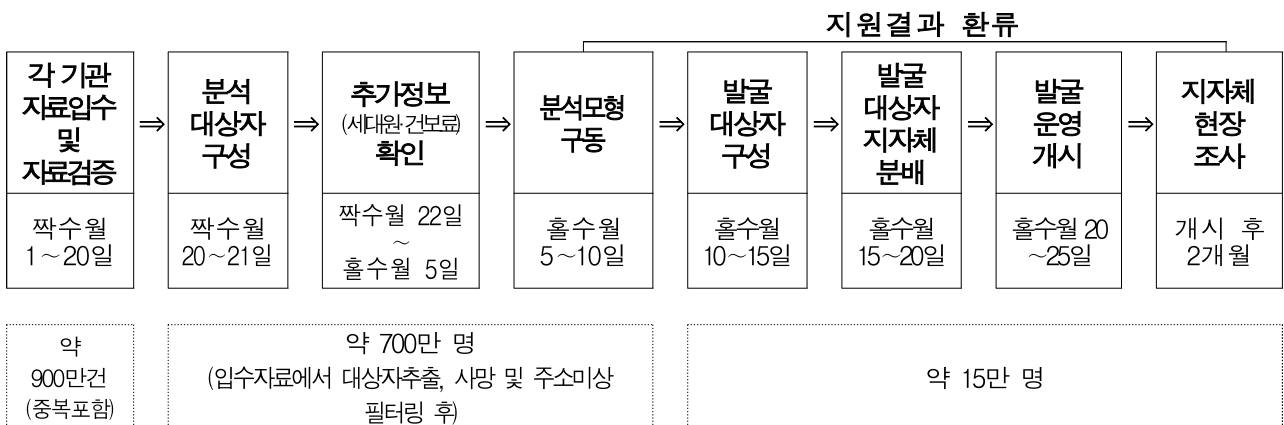 지원결과 환류
각 기관
자료입수
및
자료검증
⇒
분석
대상자
구성
⇒
추가정보
(세대원·건보료)
확인
⇒
분석모형
구동
⇒
발굴
대상자
구성
⇒
발굴
대상자
지자체
분배
⇒
발굴
운영
개시
⇒
지자체
현장
조사
짝수월
1～20일
짝수월
20～21일
짝수월 22일
～
홀수월 5일
홀수월
5～10일
홀수월
10～15일
홀수월
15～20일
홀수월 20
～25일
개시 후
2개월
약
900만건
(중복포함)
약 700만 명
(입수자료에서 대상자추출, 사망 및 주소미상
필터링 후)
약 15만 명